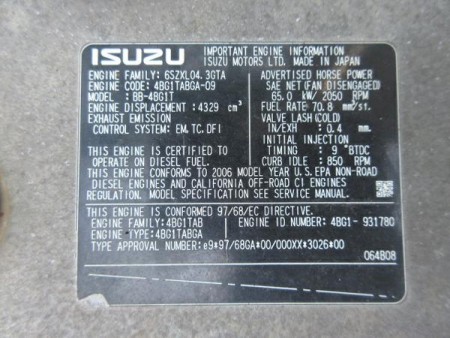 ISUZU
IMPORTANT ENGINE INFORMATION
ISUZU MOTORS LTD. MADE IN JAPAN
ENGINE FAMILY: 6SZXL04.3GTA
ENGINE CODE: 4BG1TABGA-09
MODEL: BB-4BG1T
ENGINE DISPLACEMENT: 4329 cm³
EXHAUST EMISSION
CONTROL SYSTEM: EM,TC,DFI
THIS ENGINE IS CERTIFIED TO
OPERATE ON DIESEL FUEL.
ADVERTISED HORSE POWER
SAE NET (FAN DISENGAGED)
65.0 kW/ 2050 RPM
FUEL RATE: 70.8 mm³/st.
VALVE LASH (COLD)
IN/EXH : 0.4 mm
INITIAL INJECTION
TIMING : 9 °BTDC
CURB IDLE : 850 RPM
THIS ENGINE CONFORMS TO 2006 MODEL YEAR U.S.EPA NON-ROAD
DIESEL ENGINES AND CALIFORNIA OFF-ROAD CI ENGINES
REGULATION. MODEL SPECIFIED SEE SERVICE MANUAL.
THIS ENGINE IS CONFORMED 97/68/EC DIRECTIVE.
ENGINE FAMILY: 4BG1TAB
ENGINE TYPE: 4BG1TABGA
ENGINE ID. NUMBER: 4BG1- 931780
TYPE APPROVAL NUMBER: e9*97/68GA*00/000XX*3026*00
064B08